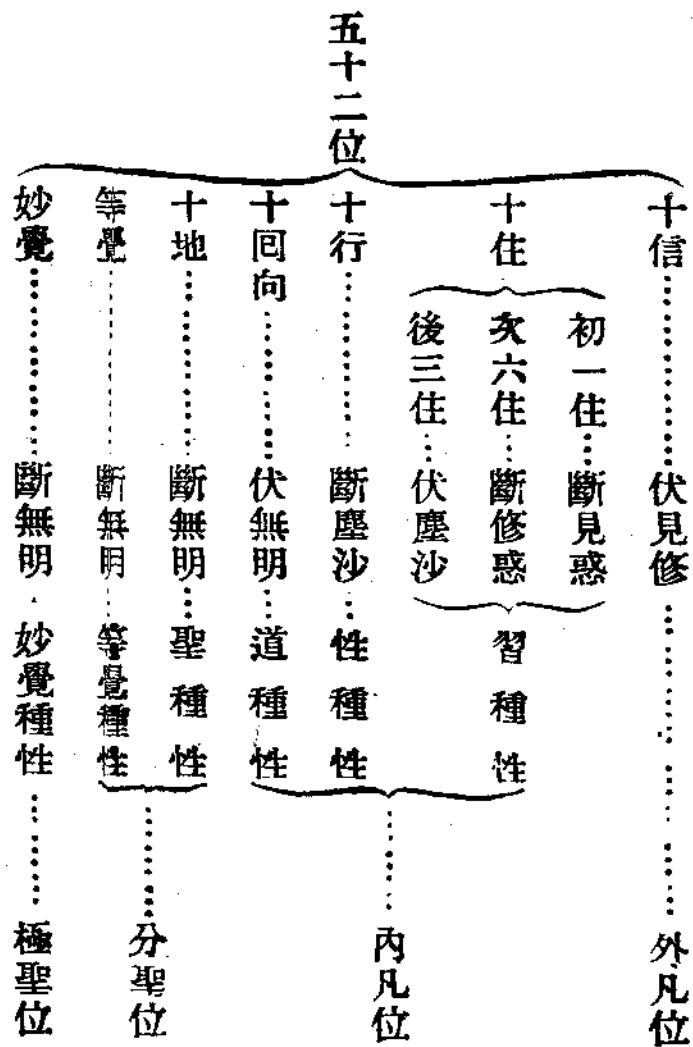 五十二位
十信…………伏見修…………外凡位
十住
初一住…斷見惑
次六住…斷修惑
後三住…伏塵沙
習種性
十行…………斷塵沙…性種性
十回向…………伏無明…道種性
內凡位
十地…………斷無明…聖種性
等覺…………斷無明…等覺種性
分聖位
妙覺…………斷無明.妙覺種性……極聖位